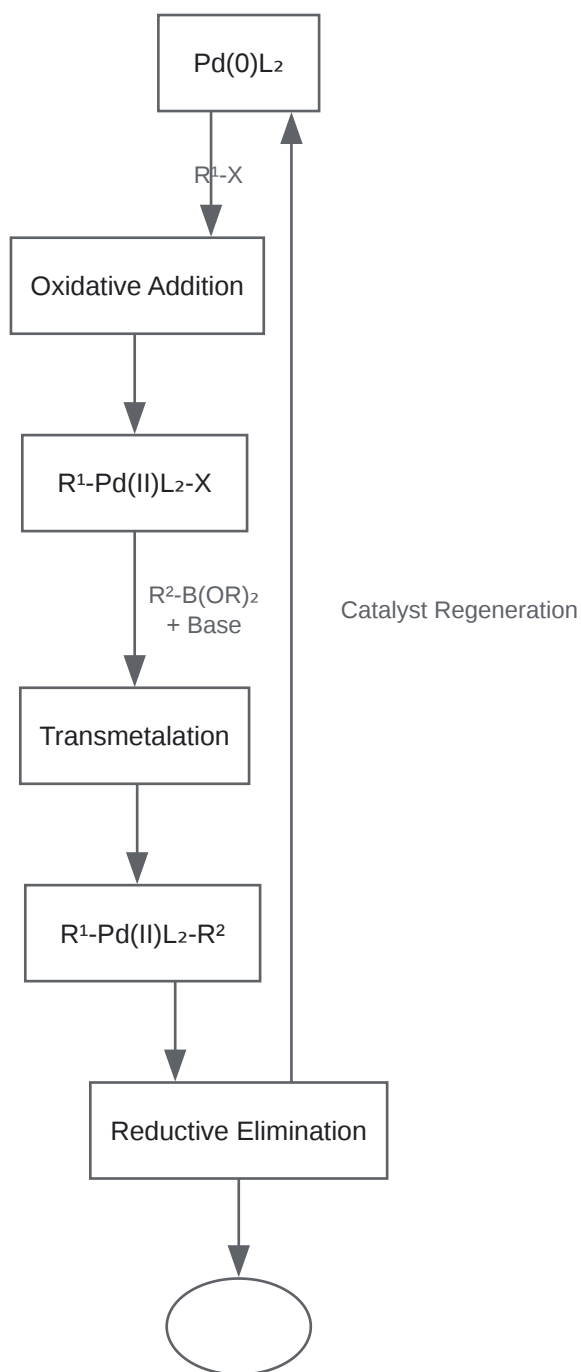 Pd(0)L₂
R¹-X
Oxidative Addition
R¹-Pd(II)L₂-X
R²-B(OR)₂
+ Base
Catalyst Regeneration
Transmetalation
R¹-Pd(II)L₂-R²
Reductive Elimination